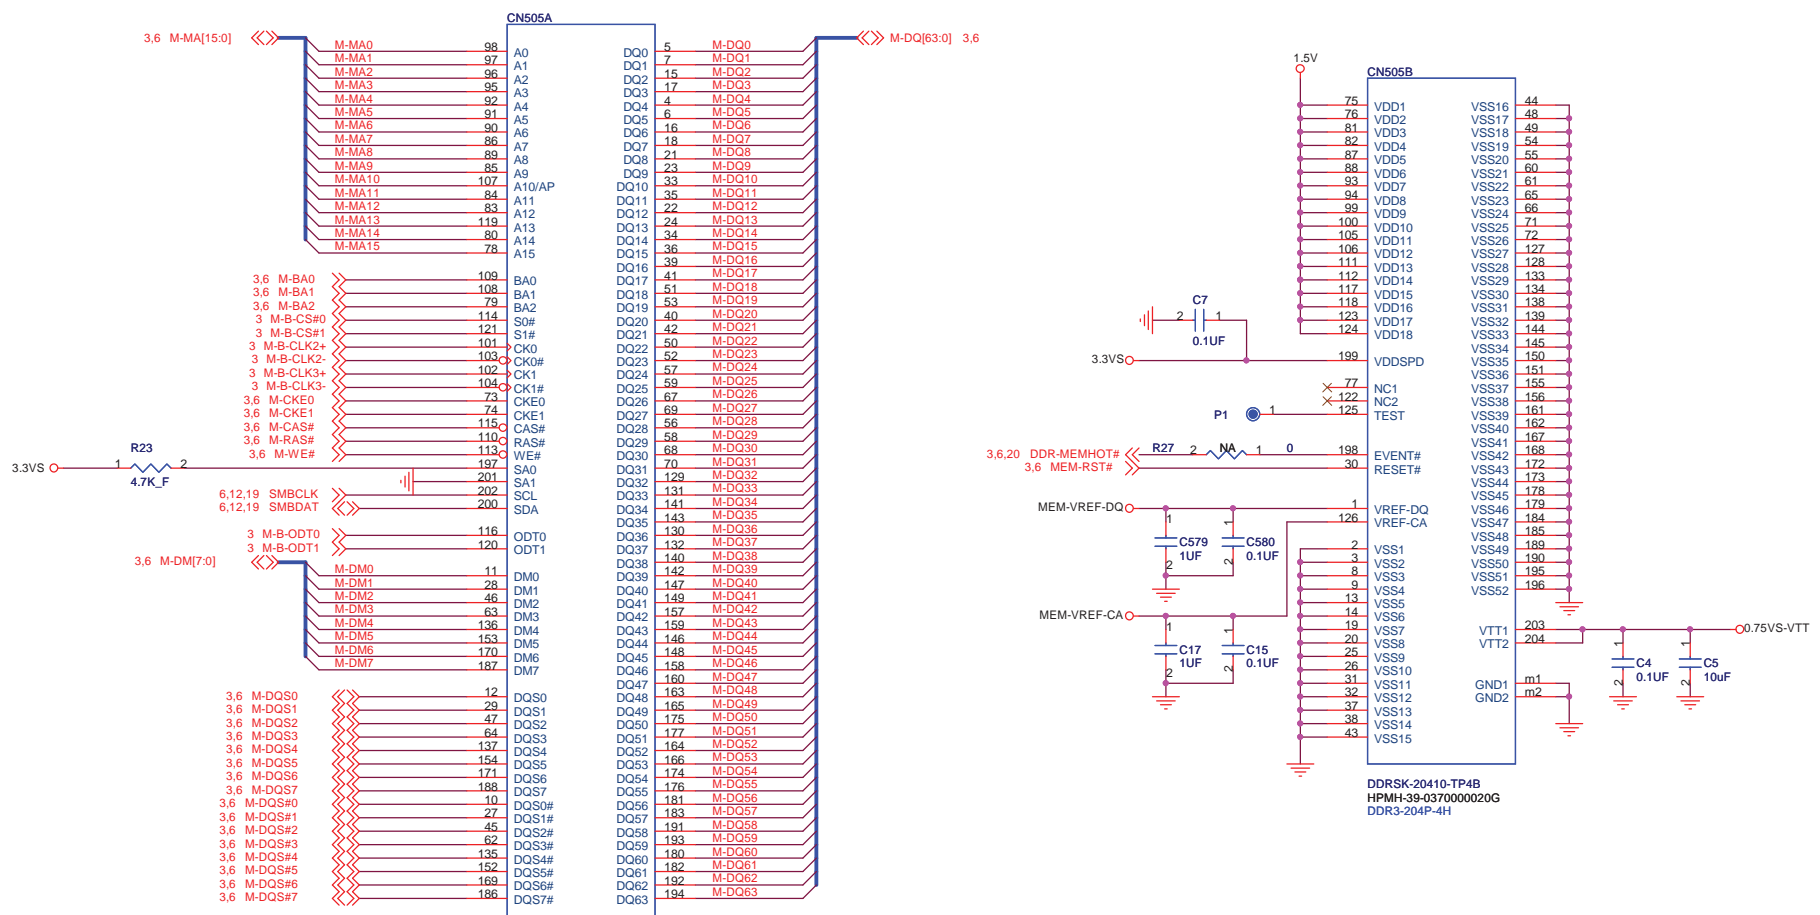 CN505A
3,6 M-MA[15:0]
M-DQ[63:0] 3,6
M-MA0 98 A0 DQ0 5 M-DQ0
M-MA1 97 A1 DQ1 7 M-DQ1
M-MA2 96 A2 DQ2 15 M-DQ2
M-MA3 95 A3 DQ3 17 M-DQ3
M-MA4 92 A4 DQ4 4 M-DQ4
M-MA5 91 A5 DQ5 6 M-DQ5
M-MA6 90 A6 DQ6 16 M-DQ6
M-MA7 86 A7 DQ7 18 M-DQ7
M-MA8 89 A8 DQ8 21 M-DQ8
M-MA9 85 A9 DQ9 23 M-DQ9
M-MA10 107 A10/AP DQ10 33 M-DQ10
M-MA11 84 A11 DQ11 35 M-DQ11
M-MA12 83 A12 DQ12 22 M-DQ12
M-MA13 119 A13 DQ13 24 M-DQ13
M-MA14 80 A14 DQ14 34 M-DQ14
M-MA15 78 A15 DQ15 36 M-DQ15
DQ16 39 M-DQ16
3,6 M-BA0 109 BA0 DQ17 41 M-DQ17
3,6 M-BA1 108 BA1 DQ18 51 M-DQ18
3,6 M-BA2 79 BA2 DQ19 53 M-DQ19
3 M-B-CS#0 114 S0# DQ20 40 M-DQ20
3 M-B-CS#1 121 S1# DQ21 42 M-DQ21
3 M-B-CLK2+ 101 CK0 DQ22 50 M-DQ22
3 M-B-CLK2- 103 CK0# DQ23 52 M-DQ23
3 M-B-CLK3+ 102 CK1 DQ24 57 M-DQ24
3 M-B-CLK3- 104 CK1# DQ25 59 M-DQ25
3,6 M-CKE0 73 CKE0 DQ26 67 M-DQ26
3,6 M-CKE1 74 CKE1 DQ27 69 M-DQ27
3,6 M-CAS# 115 CAS# DQ28 56 M-DQ28
3,6 M-RAS# 110 RAS# DQ29 58 M-DQ29
3,6 M-WE# 113 WE# DQ30 68 M-DQ30
R23
3.3VS 1 2 197 SA0 DQ31 70 M-DQ31
4.7K_F
201 SA1 DQ32 129 M-DQ32
6,12,19 SMBCLK 202 SCL DQ33 131 M-DQ33
6,12,19 SMBDAT 200 SDA DQ34 141 M-DQ34
DQ35 143 M-DQ35
3 M-B-ODT0 116 ODT0 DQ36 130 M-DQ36
3 M-B-ODT1 120 ODT1 DQ37 132 M-DQ37
3,6 M-DM[7:0] DQ38 140 M-DQ38
M-DM0 11 DM0 DQ39 142 M-DQ39
M-DM1 28 DM1 DQ40 147 M-DQ40
M-DM2 46 DM2 DQ41 149 M-DQ41
M-DM3 63 DM3 DQ42 157 M-DQ42
M-DM4 136 DM4 DQ43 159 M-DQ43
M-DM5 153 DM5 DQ44 146 M-DQ44
M-DM6 170 DM6 DQ45 148 M-DQ45
M-DM7 187 DM7 DQ46 158 M-DQ46
DQ47 160 M-DQ47
3,6 M-DQS0 12 DQS0 DQ48 163 M-DQ48
3,6 M-DQS1 29 DQS1 DQ49 165 M-DQ49
3,6 M-DQS2 47 DQS2 DQ50 175 M-DQ50
3,6 M-DQS3 64 DQS3 DQ51 177 M-DQ51
3,6 M-DQS4 137 DQS4 DQ52 164 M-DQ52
3,6 M-DQS5 154 DQS5 DQ53 166 M-DQ53
3,6 M-DQS6 171 DQS6 DQ54 174 M-DQ54
3,6 M-DQS7 188 DQS7 DQ55 176 M-DQ55
3,6 M-DQS#0 10 DQS0# DQ56 181 M-DQ56
3,6 M-DQS#1 27 DQS1# DQ57 183 M-DQ57
3,6 M-DQS#2 45 DQS2# DQ58 191 M-DQ58
3,6 M-DQS#3 62 DQS3# DQ59 193 M-DQ59
3,6 M-DQS#4 135 DQS4# DQ60 180 M-DQ60
3,6 M-DQS#5 152 DQS5# DQ61 182 M-DQ61
3,6 M-DQS#6 169 DQS6# DQ62 192 M-DQ62
3,6 M-DQS#7 186 DQS7# DQ63 194 M-DQ63
1.5V
CN505B
75 VDD1 VSS16 44
76 VDD2 VSS17 48
81 VDD3 VSS18 49
82 VDD4 VSS19 54
87 VDD5 VSS20 55
88 VDD6 VSS21 60
93 VDD7 VSS22 61
94 VDD8 VSS23 65
99 VDD9 VSS24 66
100 VDD10 VSS25 71
105 VDD11 VSS26 72
106 VDD12 VSS27 127
111 VDD13 VSS28 128
112 VDD14 VSS29 133
117 VDD15 VSS30 134
118 VDD16 VSS31 138
C7
2 1 123 VDD17 VSS32 139
124 VDD18 VSS33 144
0.1UF
VSS34 145
3.3VS 199 VDDSPD VSS35 150
VSS36 151
77 NC1 VSS37 155
122 NC2 VSS38 156
P1 1 125 TEST VSS39 161
VSS40 162
VSS41 167
3,6,20 DDR-MEMHOT# R27 2 NA 1 0 198 EVENT# VSS42 168
3,6 MEM-RST# 30 RESET# VSS43 172
VSS44 173
VSS45 178
MEM-VREF-DQ 1 VREF-DQ VSS46 179
1 1 126 VREF-CA VSS47 184
VSS48 185
C579 C580 2 VSS1 VSS49 189
1UF 0.1UF 3 VSS2 VSS50 190
2 2 8 VSS3 VSS51 195
9 VSS4 VSS52 196
13 VSS5
MEM-VREF-CA 14 VSS6
1 1 19 VSS7 VTT1 203 0.75VS-VTT
20 VSS8 VTT2 204
C17 C15 25 VSS9 1 1
1UF 0.1UF 26 VSS10 C4 C5
2 2 31 VSS11 GND1 m1 0.1UF 10uF
32 VSS12 GND2 m2 2 2
37 VSS13
38 VSS14
43 VSS15
DDRSK-20410-TP4B
HPMH-39-0370000020G
DDR3-204P-4H